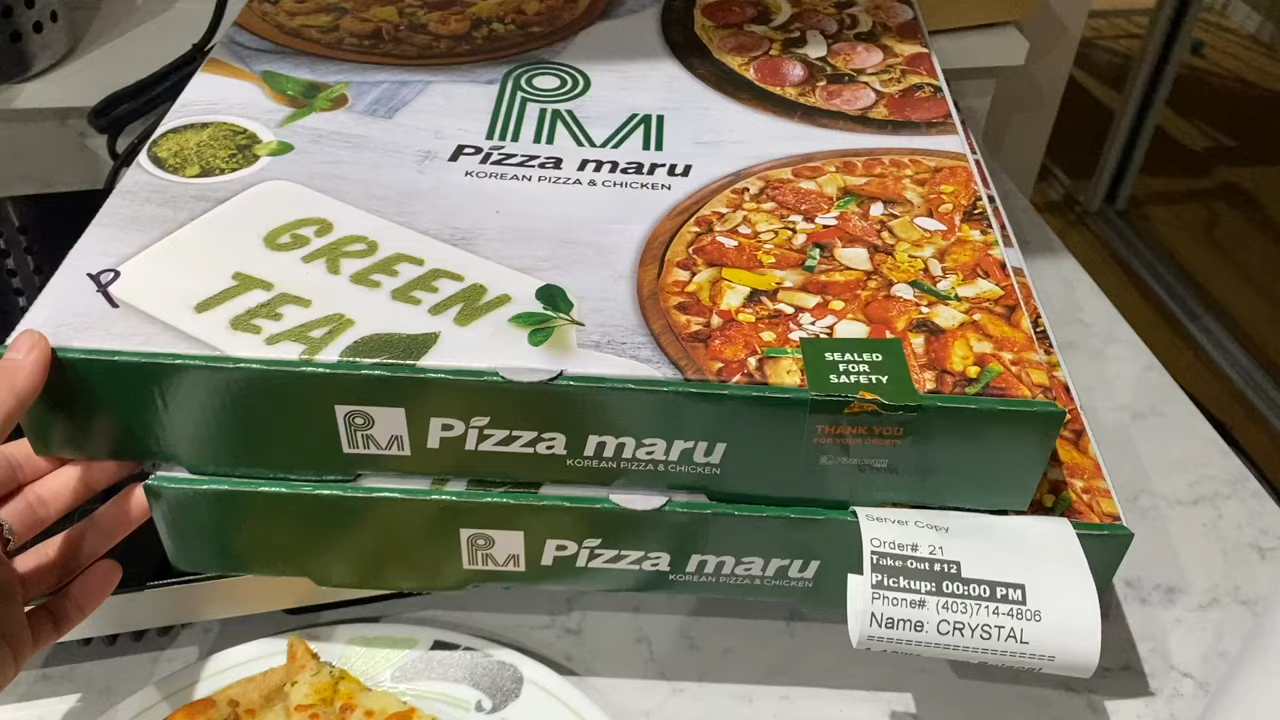 PM
Pizza maru
KOREAN PIZZA & CHICKEN
GREEN
TEA
P
SEALED
FOR
SAFETY
THANK YOU
FOR YOUR ORDER!
PM Pizza maru
KOREAN PIZZA & CHICKEN
PM Pizza maru
KOREAN PIZZA & CHICKEN
Server Copy
Order#: 21
Take-Out #12
Pickup: 00:00 PM
Phone#: (403)714-4806
Name: CRYSTAL
====================